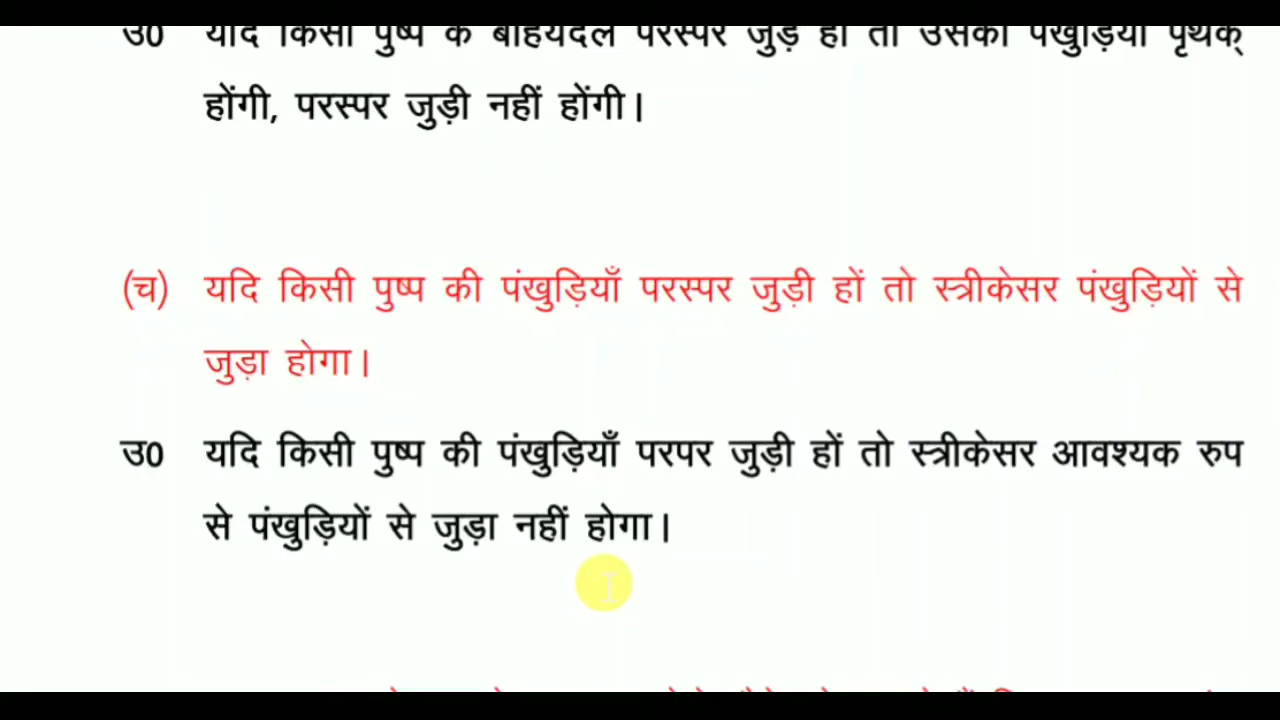 उ0 यदि किसी पुष्प के बाहयदल परस्पर जुड़े हों तो उसकी पंखुड़ियाँ पृथक्
होंगी, परस्पर जुड़ी नहीं होंगी।
(च) यदि किसी पुष्प की पंखुड़ियाँ परस्पर जुड़ी हों तो स्त्रीकेसर पंखुड़ियों से
जुड़ा होगा।
उ0 यदि किसी पुष्प की पंखुड़ियाँ परपर जुड़ी हों तो स्त्रीकेसर आवश्यक रुप
से पंखुड़ियों से जुड़ा नहीं होगा।